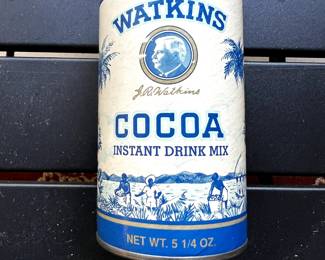 WATKINS
J.R. Watkins
COCOA
INSTANT DRINK MIX
NET WT. 5 1/4 OZ.